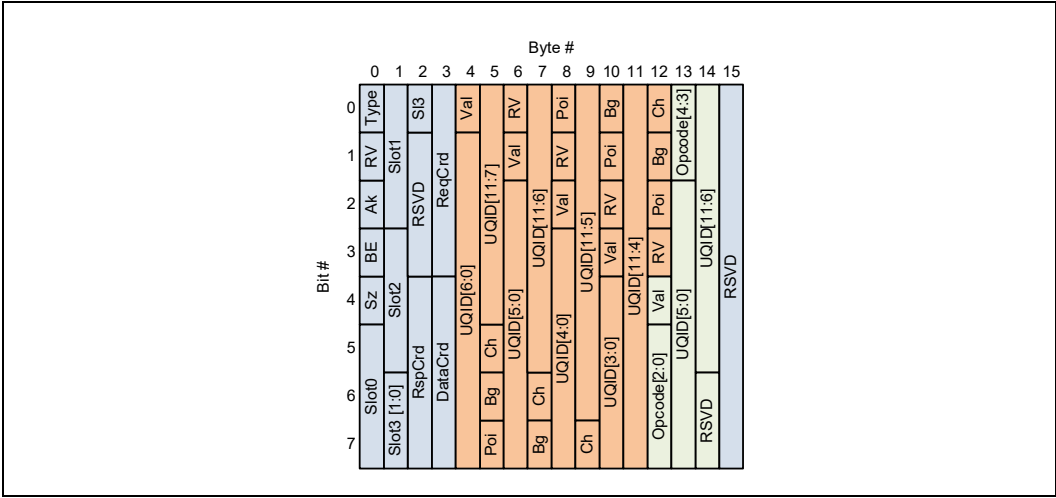 Byte #
0 1 2 3 4 5 6 7 8 9 10 11 12 13 14 15
Bit #
0
1
2
3
4
5
6
7
Type
RV
Ak
BE
Sz
Slot0
Slot1
Slot2
Slot3 [1:0]
Sl3
RSVD
RspCrd
ReqCrd
DataCrd
Val
UQID[6:0]
UQID[11:7]
Ch
Bg
Poi
RV
Val
UQID[5:0]
UQID[11:6]
Ch
Bg
Poi
RV
Val
UQID[4:0]
UQID[11:5]
Ch
Bg
Poi
RV
Val
UQID[3:0]
UQID[11:4]
Ch
Bg
Poi
RV
Val
Opcode[2:0]
Opcode[4:3]
UQID[5:0]
UQID[11:6]
RSVD
RSVD